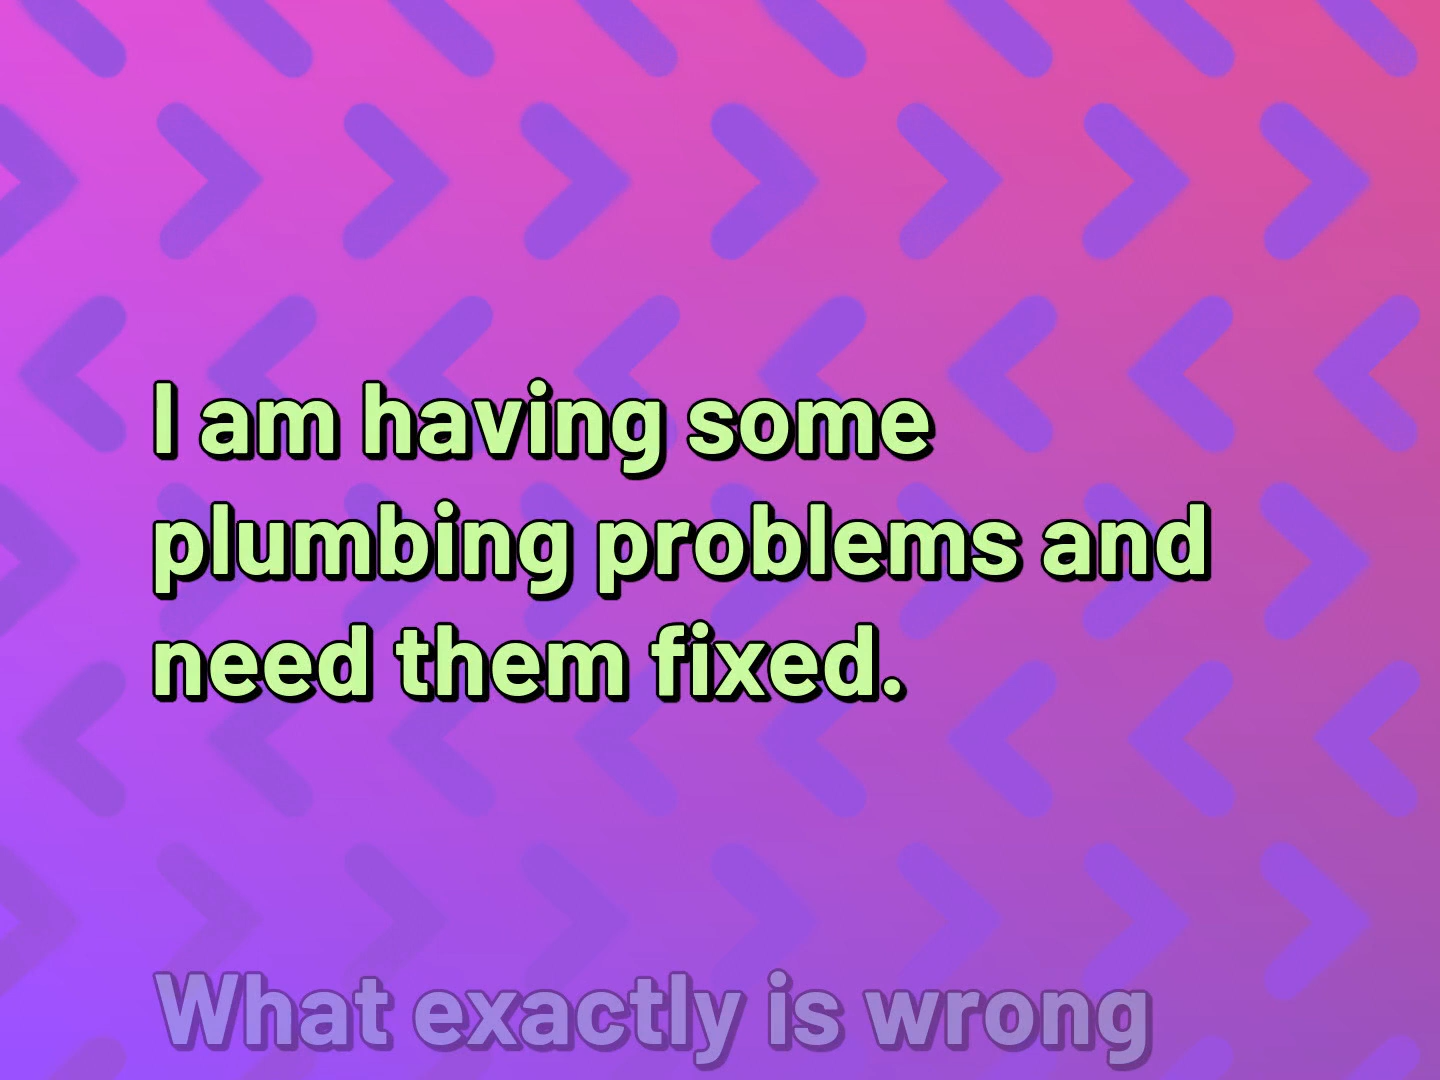 I am having some
plumbing problems and
need them fixed.
What exactly is wrong